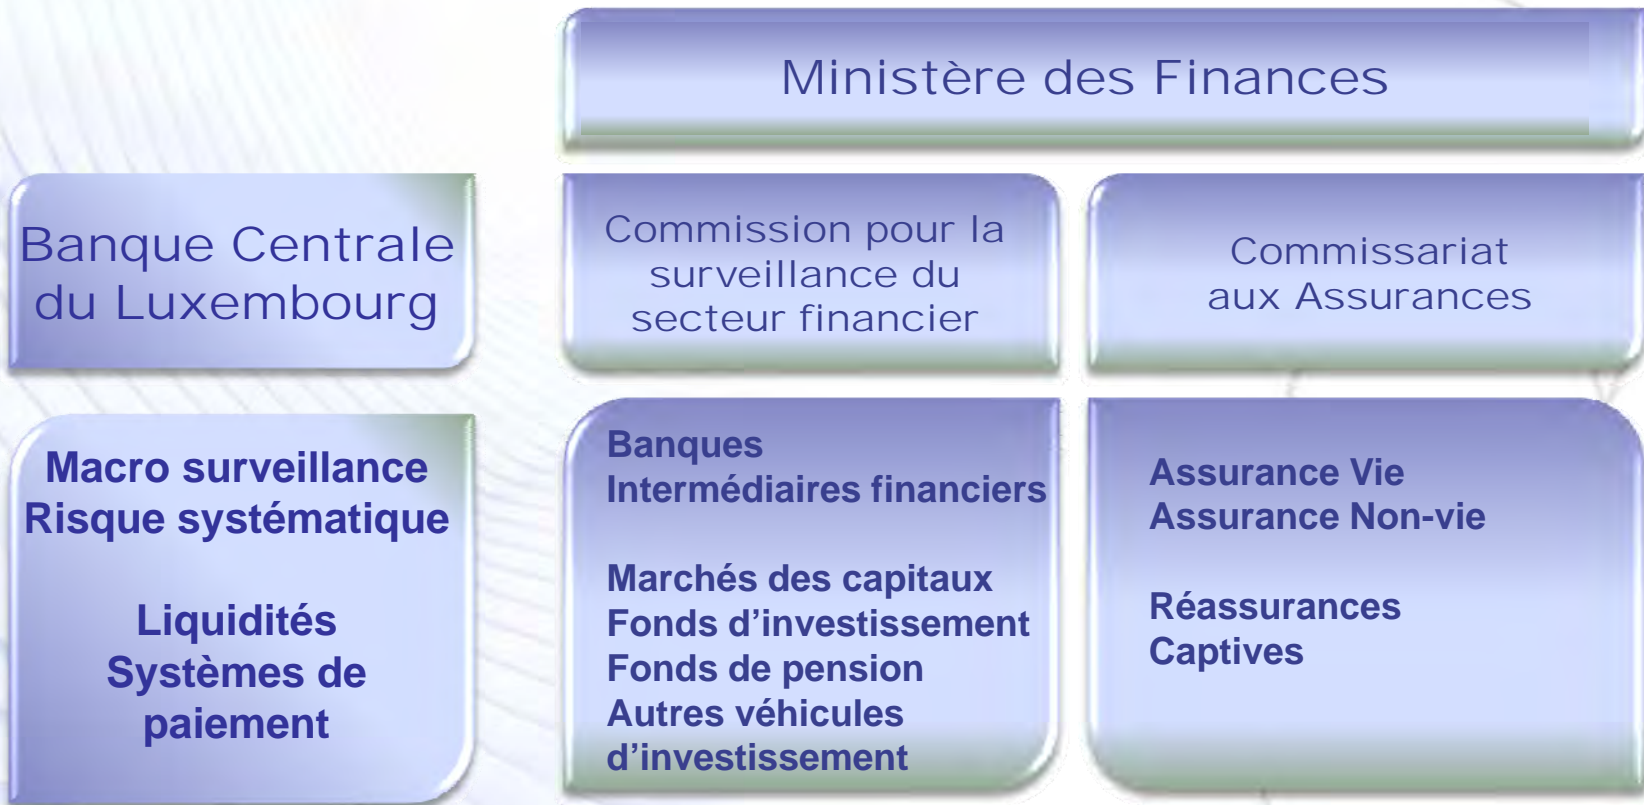 Ministère des Finances
Banque Centrale
du Luxembourg
Commission pour la
surveillance du
secteur financier
Commissariat
aux Assurances
Macro surveillance
Risque systématique
Liquidités
Systèmes de
paiement
Banques
Intermédiaires financiers
Marchés des capitaux
Fonds d’investissement
Fonds de pension
Autres véhicules
d’investissement
Assurance Vie
Assurance Non-vie
Réassurances
Captives